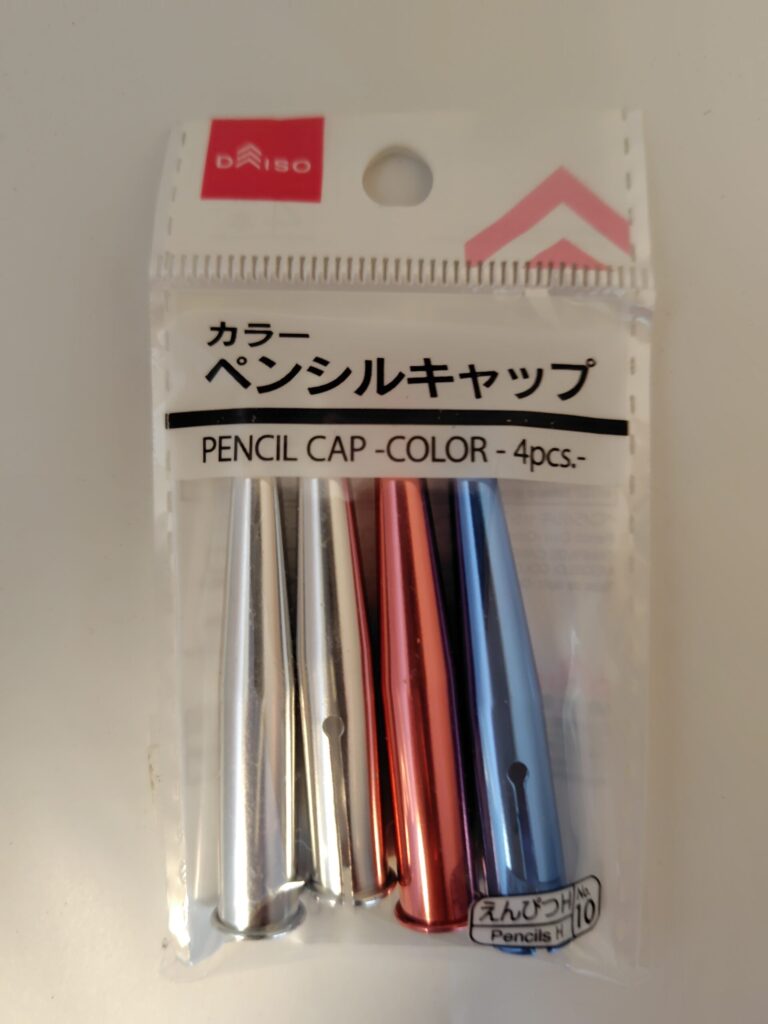 DAISO
カラー
ペンシルキャップ
PENCIL CAP -COLOR - 4pcs.-
えんぴつH
Pencils H
No.
10